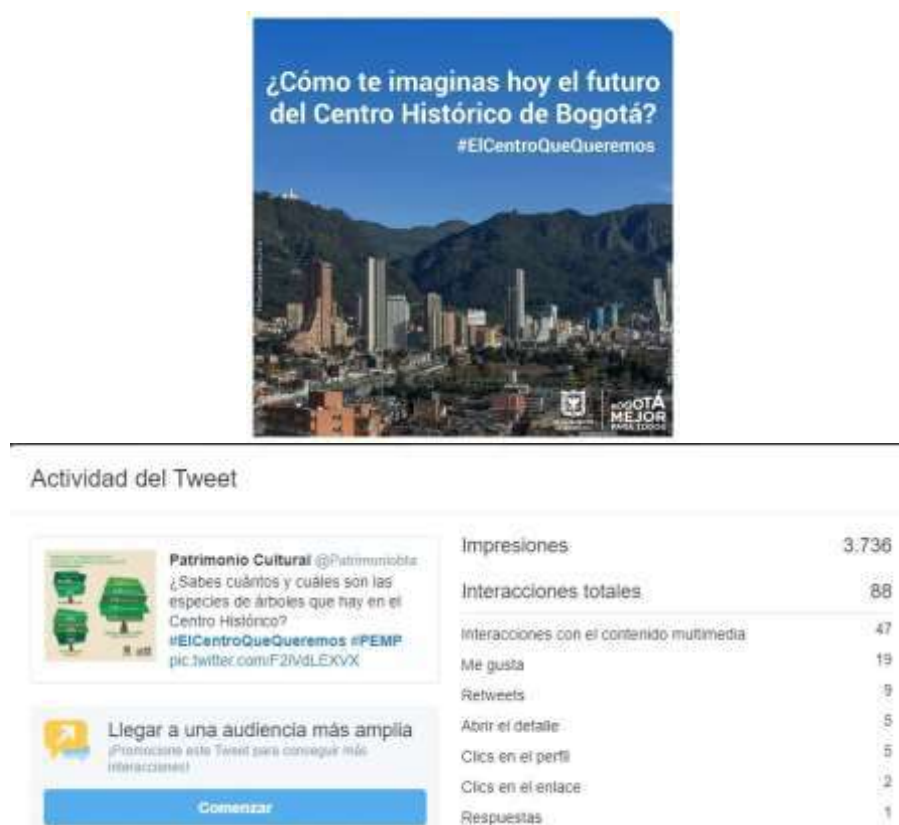 ¿Cómo te imaginas hoy el futuro
del Centro Histórico de Bogotá?
#ElCentroQueQueremos
BOGOTÁ
MEJOR
PARA TODOS
Actividad del Tweet
Patrimonio Cultural @Patrimoniobta
¿Sabes cuántos y cuáles son las
especies de árboles que hay en el
Centro Histórico?
#ElCentroQueQueremos #PEMP
pic.twitter.com/F2iVdLEXVX
Llegar a una audiencia más amplia
¡Promocione este Tweet para conseguir más
interacciones!
Comenzar
Impresiones 3.736
Interacciones totales 88
Interacciones con el contenido multimedia 47
Me gusta 19
Retweets 9
Abrir el detalle 5
Clics en el perfil 5
Clics en el enlace 2
Respuestas 1